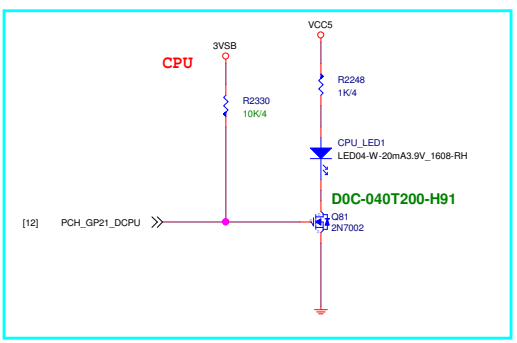 VCC5
3VSB
CPU
R2248
1K/4
R2330
10K/4
CPU_LED1
LED04-W-20mA3.9V_1608-RH
D0C-040T200-H91
Q81
2N7002
[12] PCH_GP21_DCPU